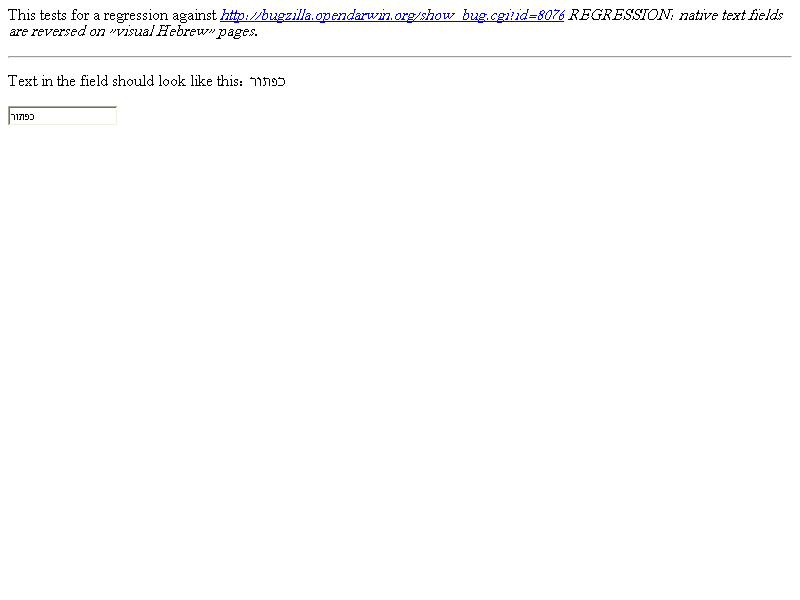 This tests for a regression against http://bugzilla.opendarwin.org/show_bug.cgi?id=8076 REGRESSION: native text fields
are reversed on "visual Hebrew" pages.
Text in the field should look like this: כפתור
כפתור